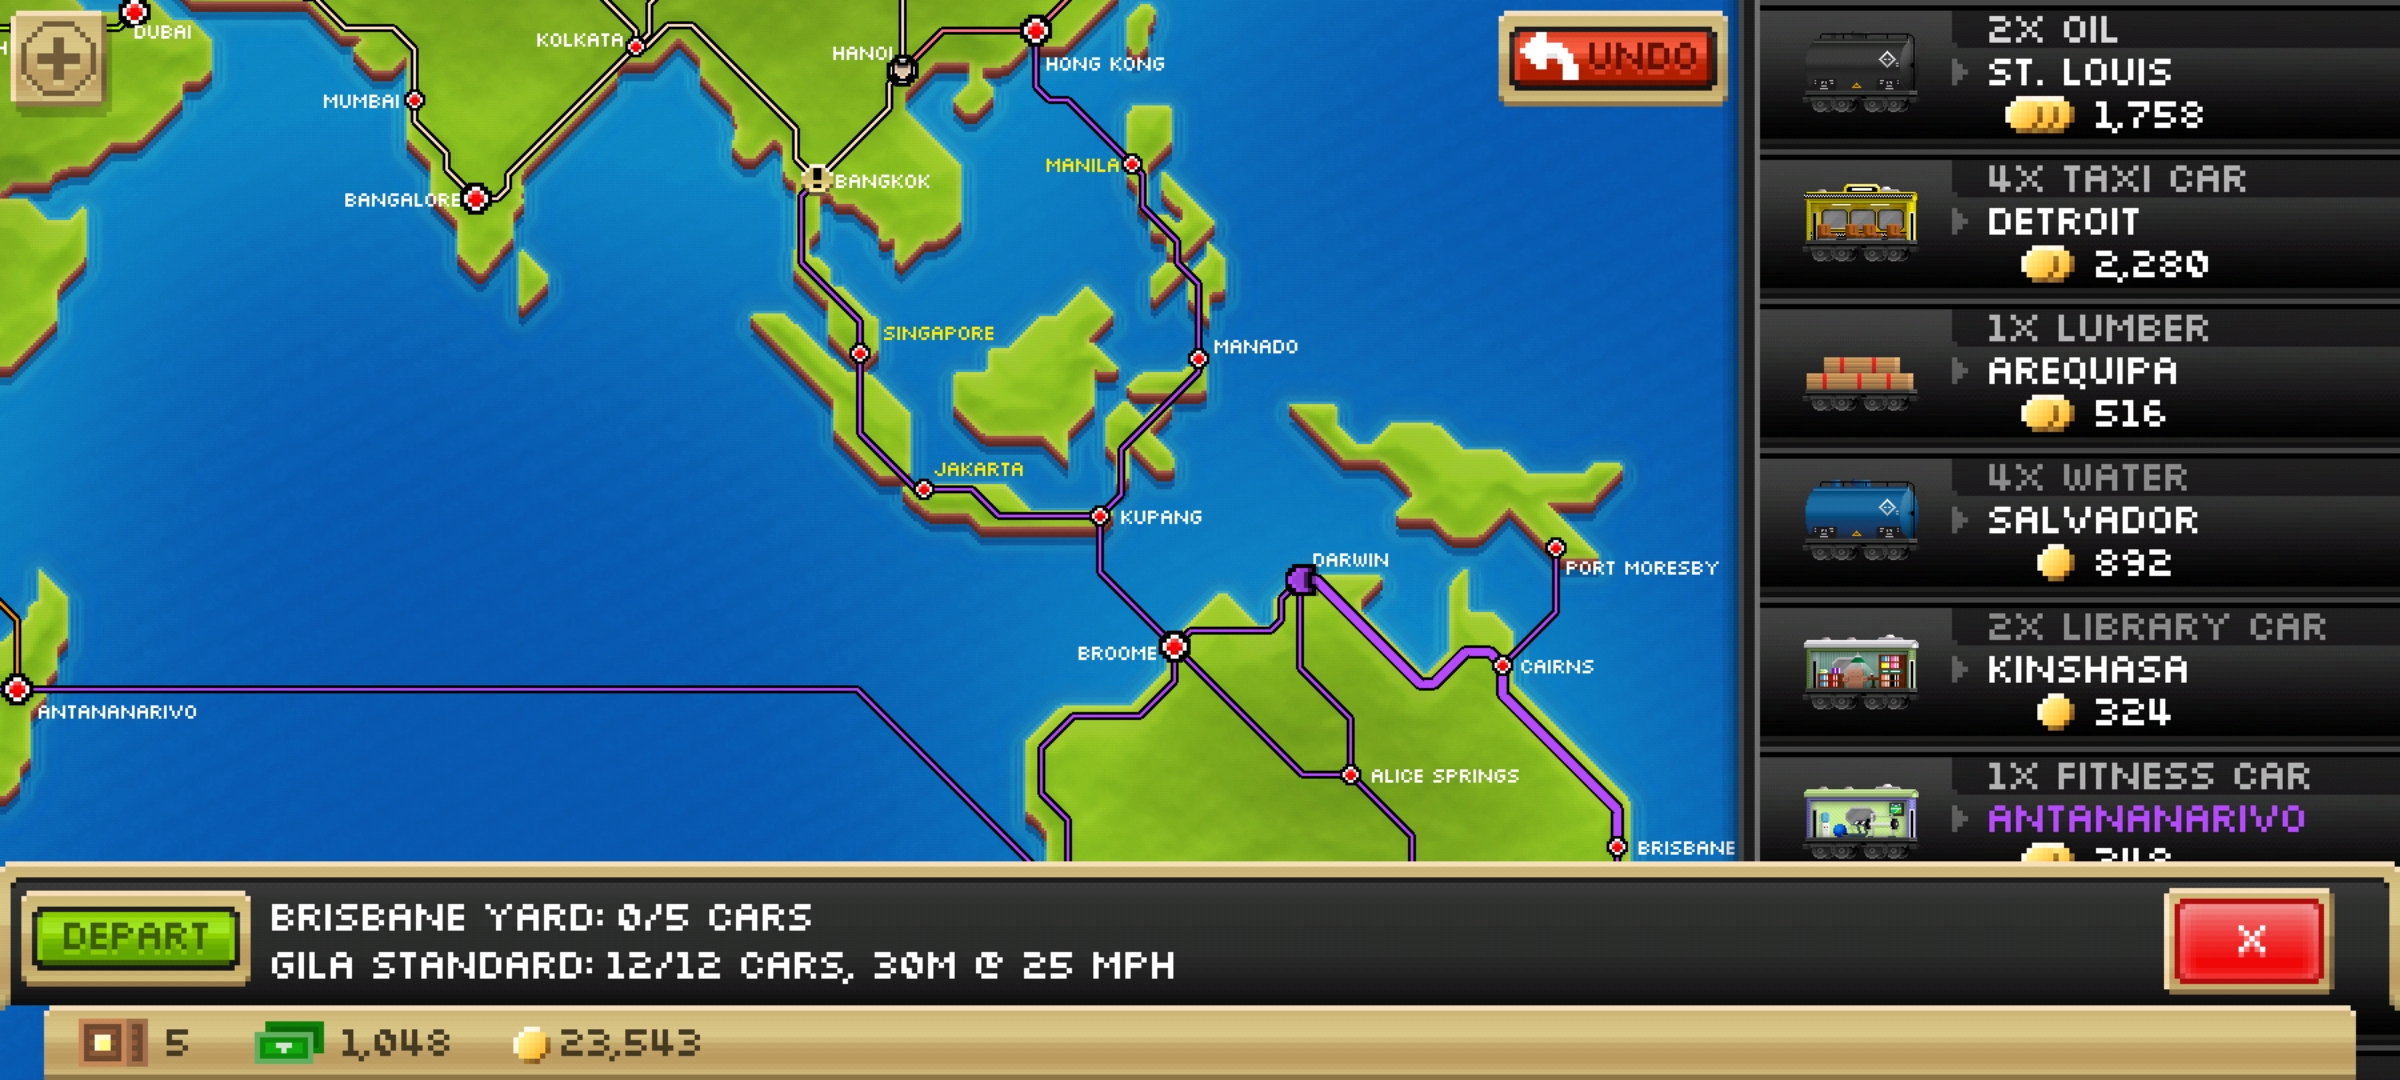 DUBAI
KOLKATA
HANOI
HONG KONG
MUMBAI
BANGALORE
BANGKOK
MANILA
SINGAPORE
MANADO
JAKARTA
KUPANG
DARWIN
PORT MORESBY
BROOME
CAIRNS
ANTANANARIVO
ALICE SPRINGS
BRISBANE
UNDO
2X OIL
ST. LOUIS
1,758
4X TAXI CAR
DETROIT
2,280
1X LUMBER
AREQUIPA
516
4X WATER
SALVADOR
892
2X LIBRARY CAR
KINSHASA
324
1X FITNESS CAR
ANTANANARIVO
DEPART
BRISBANE YARD: 0/5 CARS
GILA STANDARD: 12/12 CARS, 30M @ 25 MPH
X
5
1,048
23,543